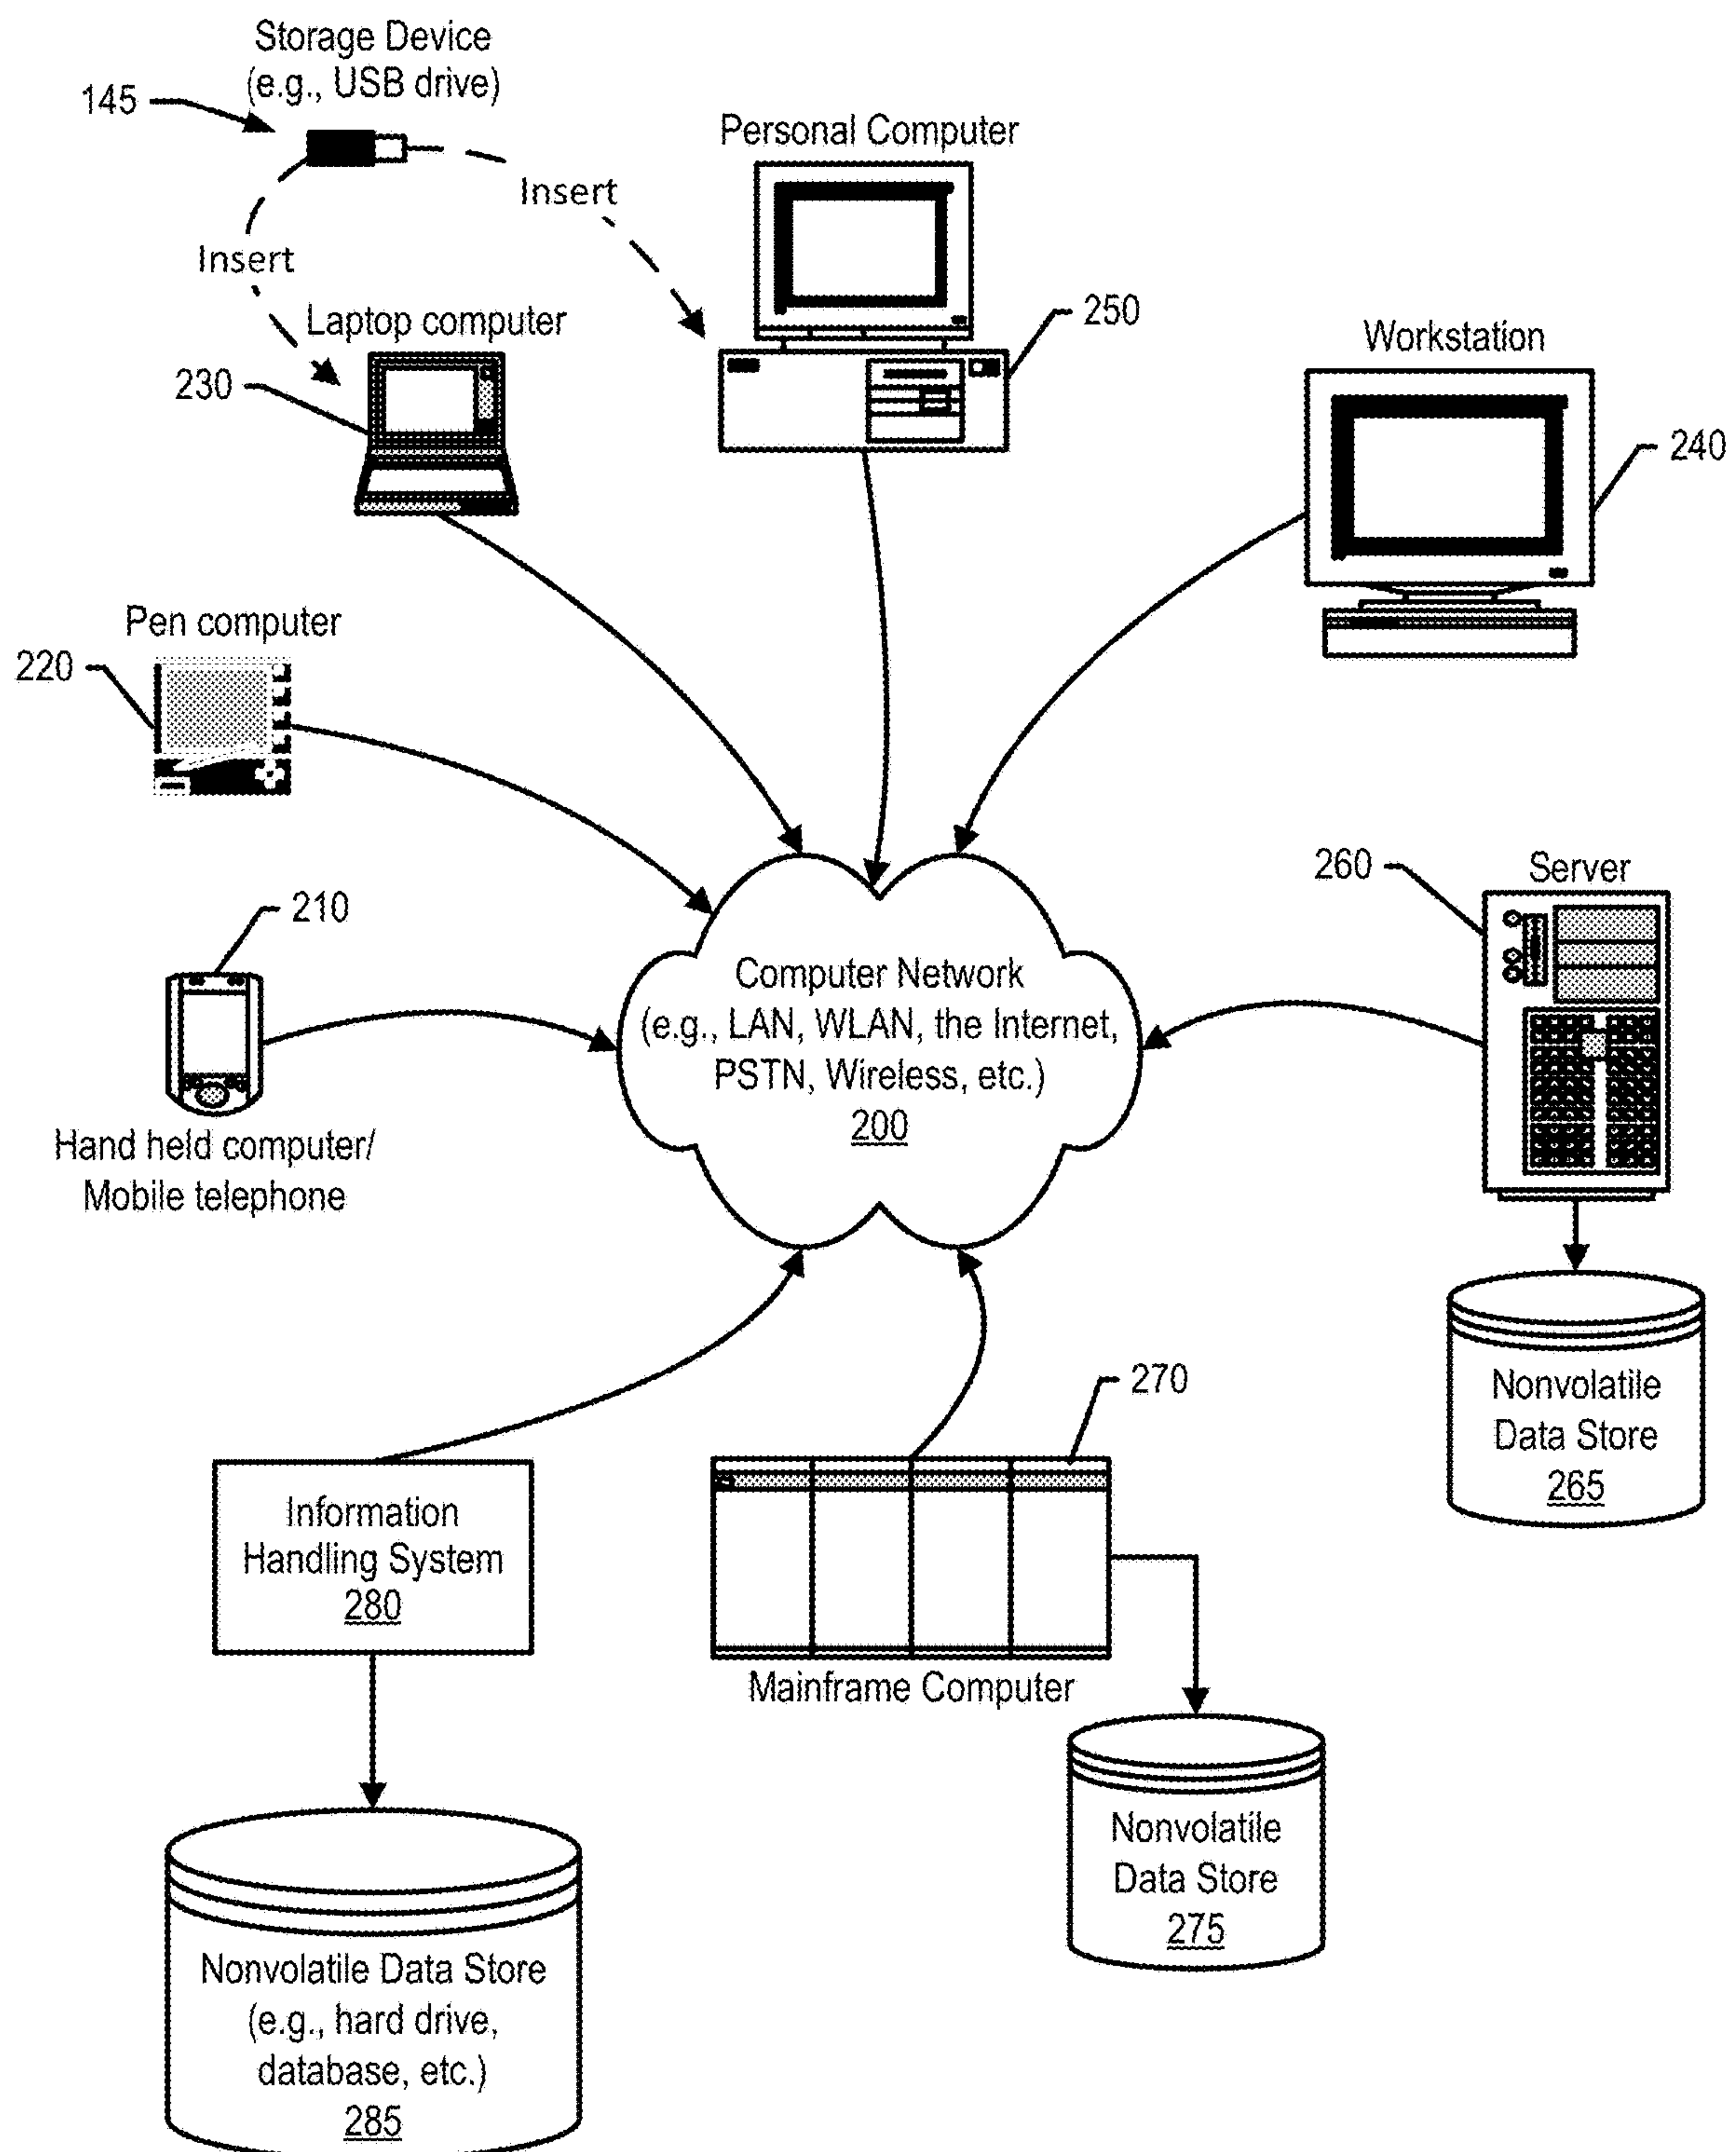 Storage Device
(e.g., USB drive)
145
Insert
Insert
Personal Computer
250
Laptop computer
230
Workstation
240
Pen computer
220
210
Hand held computer/
Mobile telephone
Computer Network
(e.g., LAN, WLAN, the Internet,
PSTN, Wireless, etc.)
200
260
Server
Nonvolatile
Data Store
265
270
Mainframe Computer
Information
Handling System
280
Nonvolatile
Data Store
275
Nonvolatile Data Store
(e.g., hard drive,
database, etc.)
285